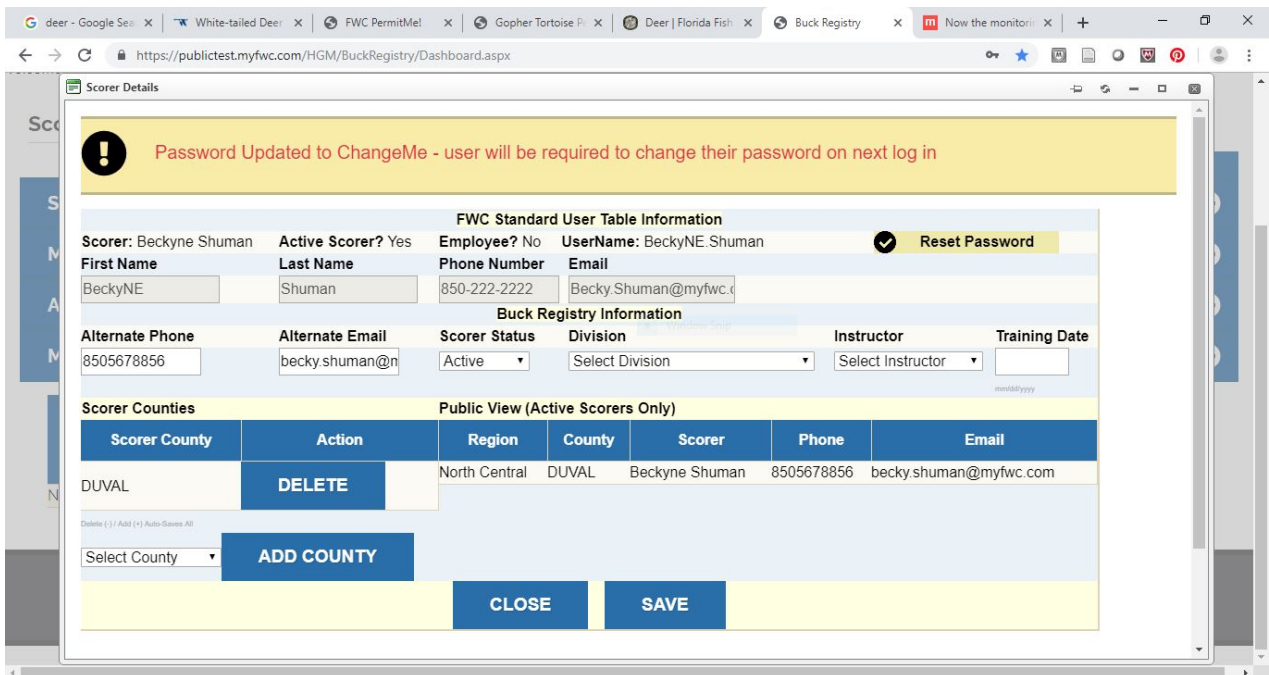 deer - Google Sea
White-tailed Deer
FWC PermitMe!
Gopher Tortoise P
Deer | Florida Fish
Buck Registry
Now the monitorin
https://publictest.myfwc.com/HGM/BuckRegistry/Dashboard.aspx
Scorer Details
Sco
Password Updated to ChangeMe - user will be required to change their password on next log in
FWC Standard User Table Information
Scorer: Beckyne Shuman Active Scorer? Yes Employee? No UserName: BeckyNE.Shuman Reset Password
First Name Last Name Phone Number Email
BeckyNE Shuman 850-222-2222 Becky.Shuman@myfwc.c
Buck Registry Information
Window Snip
Alternate Phone Alternate Email Scorer Status Division Instructor Training Date
8505678856 becky.shuman@m Active Select Division Select Instructor
mm/dd/yyyy
Scorer Counties Public View (Active Scorers Only)
Scorer County Action Region County Scorer Phone Email
North Central DUVAL Beckyne Shuman 8505678856 becky.shuman@myfwc.com
DUVAL DELETE
Delete (-) / Add (+) Auto-Saves All
Select County ADD COUNTY
CLOSE SAVE